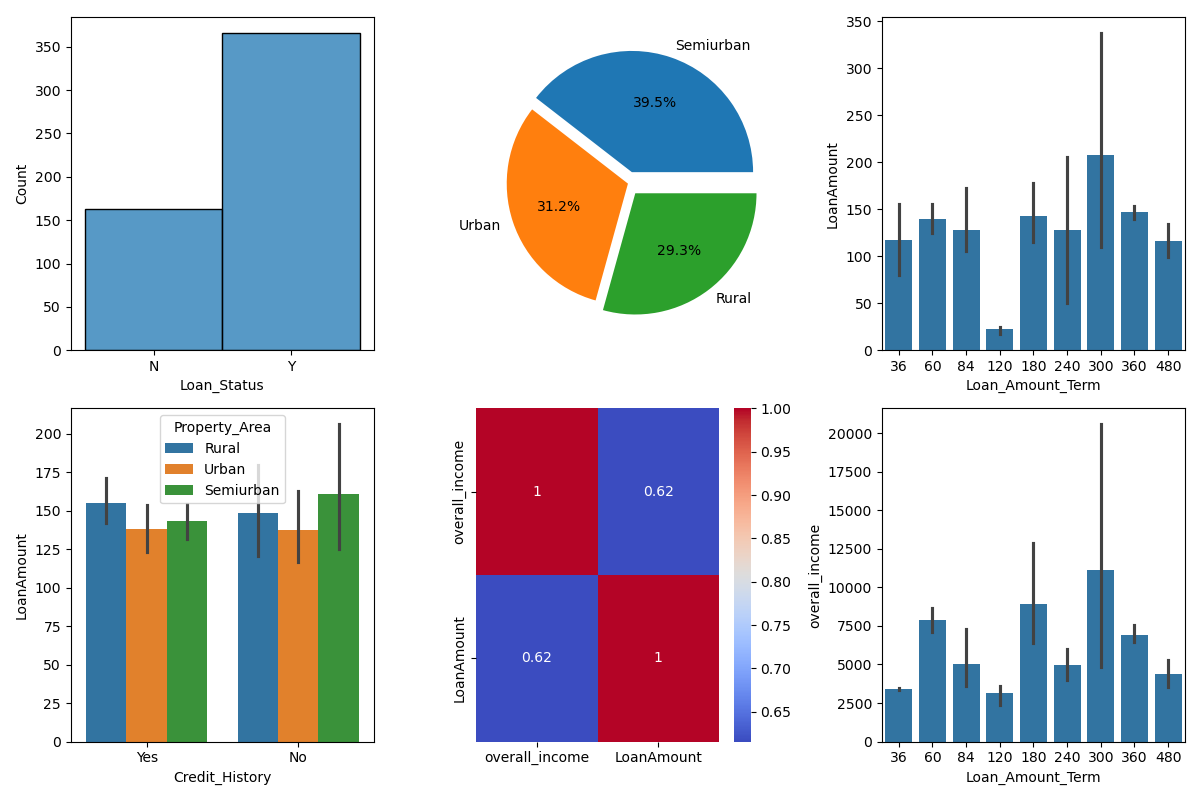 350
300
250
200
150
100
50
0
Count
N Y
Loan_Status
Semiurban
39.5%
31.2%
Urban
29.3%
Rural
350
300
250
200
150
100
50
0
LoanAmount
36 60 84 120 180 240 300 360 480
Loan_Amount_Term
200
175
150
125
100
75
50
25
0
LoanAmount
Property_Area
Rural
Urban
Semiurban
Yes No
Credit_History
overall_income
LoanAmount
1 0.62
0.62 1
overall_income LoanAmount
1.00
0.95
0.90
0.85
0.80
0.75
0.70
0.65
20000
17500
15000
12500
10000
7500
5000
2500
0
overall_income
36 60 84 120 180 240 300 360 480
Loan_Amount_Term